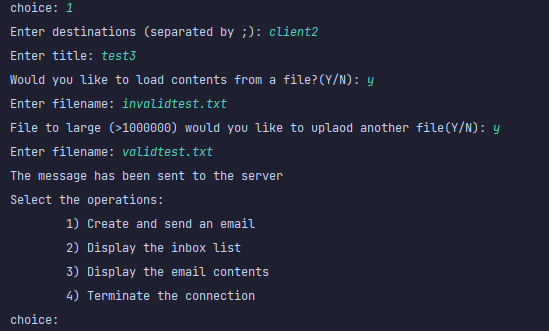 choice: 1
Enter destinations (separated by ;): client2
Enter title: test3
Would you like to load contents from a file?(Y/N): y
Enter filename: invalidtest.txt
File to large (>1000000) would you like to uplaod another file(Y/N): y
Enter filename: validtest.txt
The message has been sent to the server
Select the operations:
1) Create and send an email
2) Display the inbox list
3) Display the email contents
4) Terminate the connection
choice: